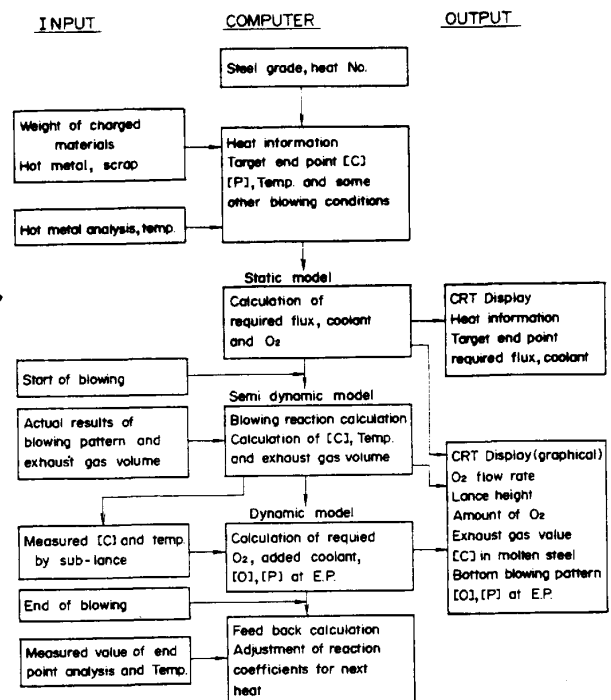 INPUT
COMPUTER
OUTPUT
Steel grade, heat No.
Weight of charged
materials
Hot metal, scrap
Heat information
Target end point [C]
[P], Temp. and some
other blowing conditions
Hot metal analysis, temp.
Static model
Calculation of
required flux, coolant
and O₂
CRT Display
Heat information
Target end point
required flux, coolant
Start of blowing
Semi dynamic model
Actual results of
blowing pattern and
exhaust gas volume
Blowing reaction calculation
Calculation of [C], Temp.
and exhaust gas volume
CRT Display (graphical)
O₂ flow rate
Lance height
Amount of O₂
Exhaust gas value
[C] in molten steel
Bottom blowing pattern
[O], [P] at E.P.
Dynamic model
Measured [C] and temp.
by sub-lance
Calculation of requied
O₂, added coolant,
[O], [P] at E.P.
End of blowing
Measured value of end
point analysis and Temp.
Feed back calculation
Adjustment of reaction
coefficients for next
heat